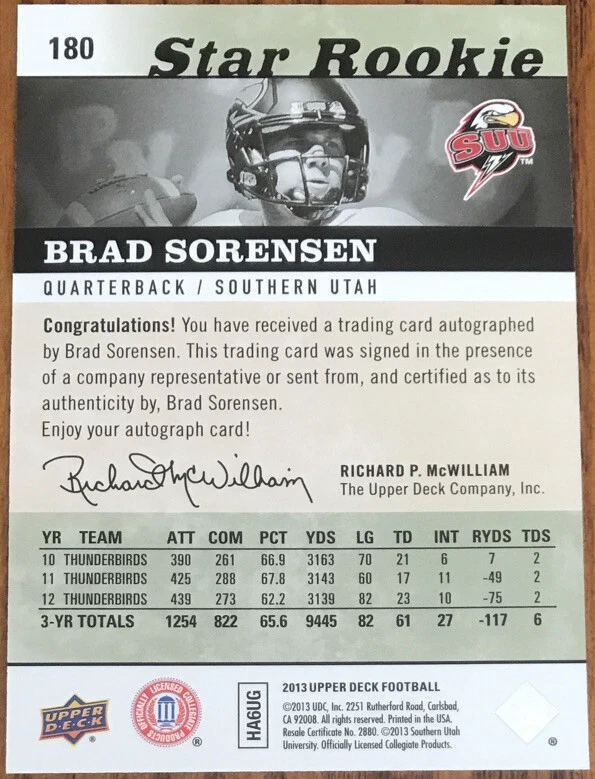 180 Star Rookie
SUU TM
BRAD SORENSEN
QUARTERBACK / SOUTHERN UTAH
Congratulations! You have received a trading card autographed
by Brad Sorensen. This trading card was signed in the presence
of a company representative or sent from, and certified as to its
authenticity by, Brad Sorensen.
Enjoy your autograph card!
Richard McWilliam
RICHARD P. McWILLIAM
The Upper Deck Company, Inc.
YR TEAM ATT COM PCT YDS LG TD INT RYDS TDS
10 THUNDERBIRDS 390 261 66.9 3163 70 21 6 7 2
11 THUNDERBIRDS 425 288 67.8 3143 60 17 11 -49 2
12 THUNDERBIRDS 439 273 62.2 3139 82 23 10 -75 2
3-YR TOTALS 1254 822 65.6 9445 82 61 27 -117 6
UPPER
D·E·C·K
®
OFFICIALLY LICENSED COLLEGIATE PRODUCTS
®
HA6UG
2013 UPPER DECK FOOTBALL
©2013 UDC, Inc. 2251 Rutherford Road, Carlsbad,
CA 92008. All rights reserved. Printed in the USA.
Resale Certificate No. 2880. ©2013 Southern Utah
University. Officially Licensed Collegiate Products.
®